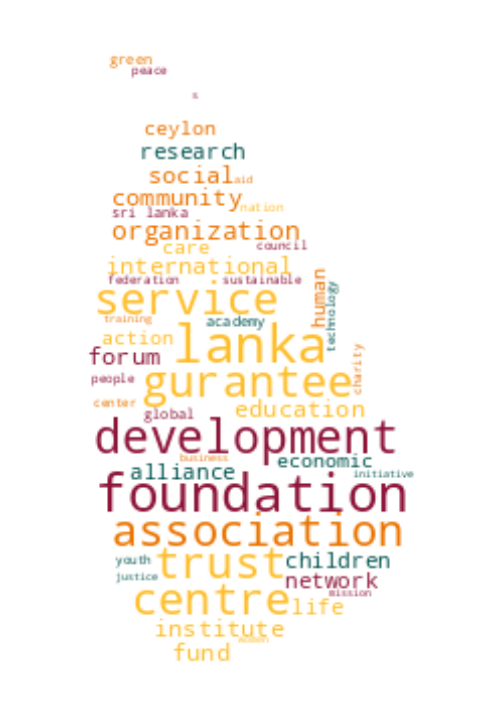 green
peace
s
ceylon
research
social aid
community
nation
sri lanka
organization
care council
international
federation sustainable
service
human
technology
training academy
action lanka
forum
charity
people gurantee
center education
global
development
business economic
alliance initiative
foundation
association
youth trust children
justice network
mission
centre life
institute
women
fund